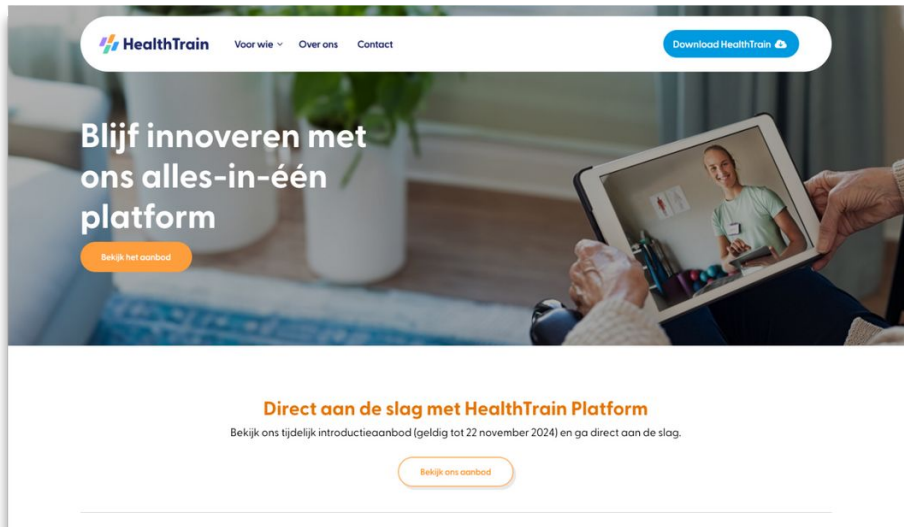 HealthTrain
Voor wie
Over ons
Contact
Download HealthTrain
Blijf innoveren met
ons alles-in-één
platform
Bekijk het aanbod
Direct aan de slag met HealthTrain Platform
Bekijk ons tijdelijk introductieaanbod (geldig tot 22 november 2024) en ga direct aan de slag.
Bekijk ons aanbod